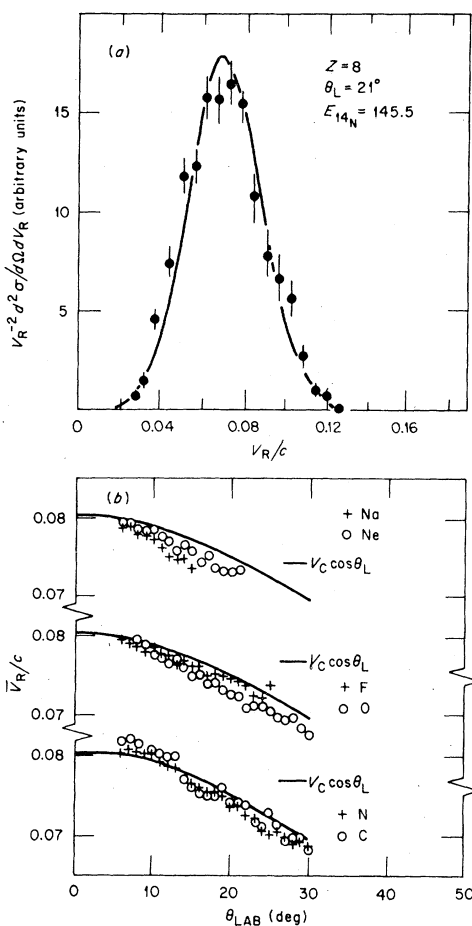 (a)
Z=8
θL=21°
E14N=145.5
VR^-2 d²σ/dΩdVR (arbitrary units)
15
10
5
0 0.04 0.08 0.12 0.16
VR/c
(b)
+ Na
○ Ne
VC cosθL
0.08
0.07
VC cosθL
+ F
○ O
0.08
0.07
V̄R/c
VC cosθL
+ N
○ C
0.08
0.07
0 10 20 30 40 50
θLAB (deg)